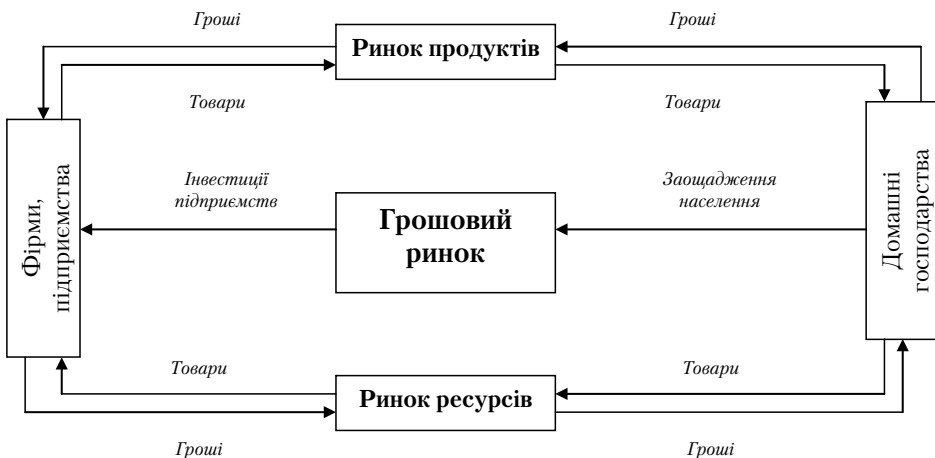 Гроші
Гроші
Ринок продуктів
Товари
Товари
Фірми,
підприємства
Інвестиції
підприємств
Грошовий
ринок
Заощадження
населення
Домашні
господарства
Товари
Товари
Ринок ресурсів
Гроші
Гроші